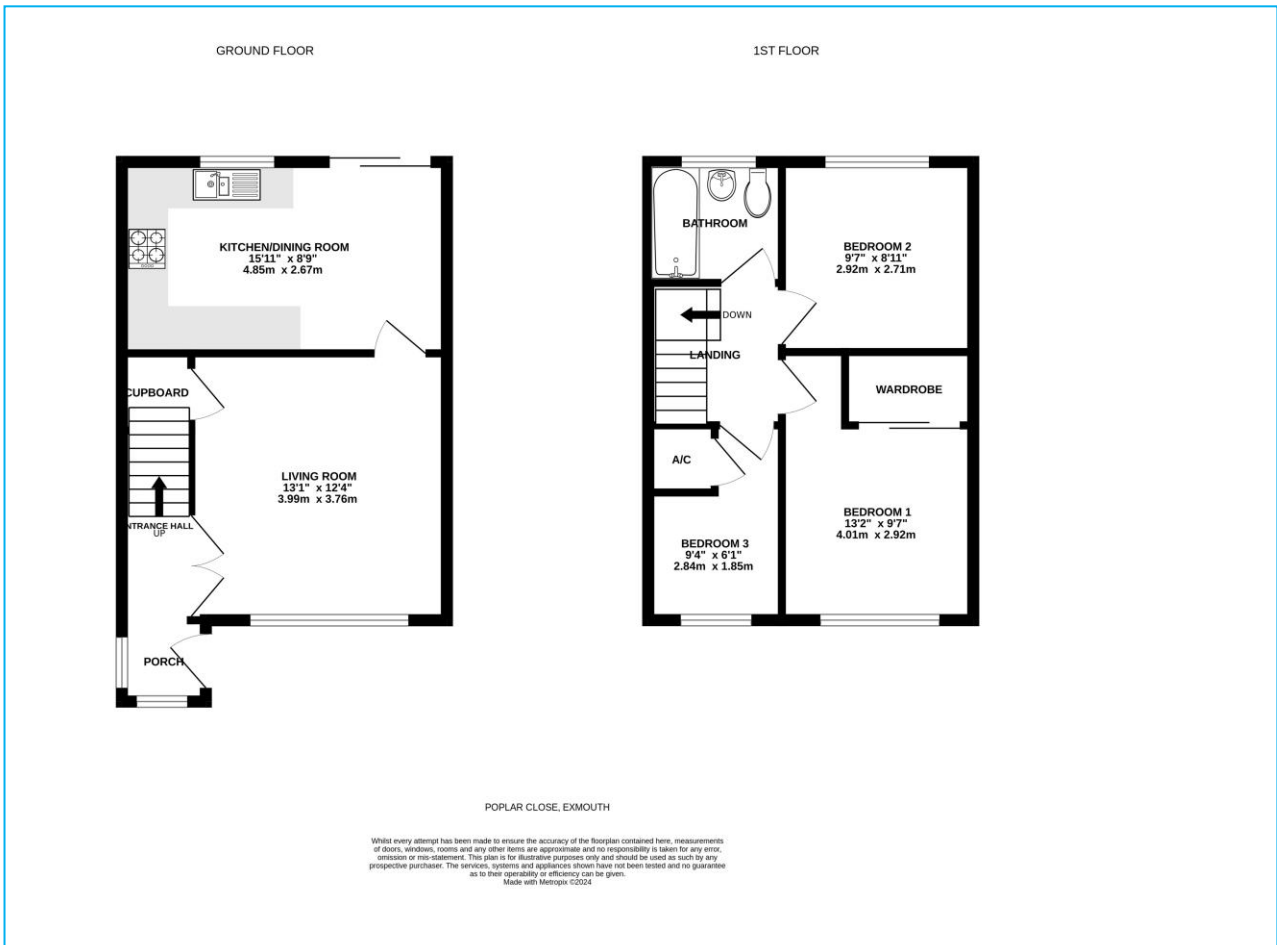 GROUND FLOOR
1ST FLOOR
KITCHEN/DINING ROOM
15'11" x 8'9"
4.85m x 2.67m
CUPBOARD
LIVING ROOM
13'1" x 12'4"
3.99m x 3.76m
NTRANCE HALL
UP
PORCH
BATHROOM
BEDROOM 2
9'7" x 8'11"
2.92m x 2.71m
DOWN
LANDING
WARDROBE
A/C
BEDROOM 1
13'2" x 9'7"
4.01m x 2.92m
BEDROOM 3
9'4" x 6'1"
2.84m x 1.85m
POPLAR CLOSE, EXMOUTH
Whilst every attempt has been made to ensure the accuracy of the floorplan contained here, measurements
of doors, windows, rooms and any other items are approximate and no responsibility is taken for any error,
omission or mis-statement. This plan is for illustrative purposes only and should be used as such by any
prospective purchaser. The services, systems and appliances shown have not been tested and no guarantee
as to their operability or efficiency can be given.
Made with Metropix ©2024